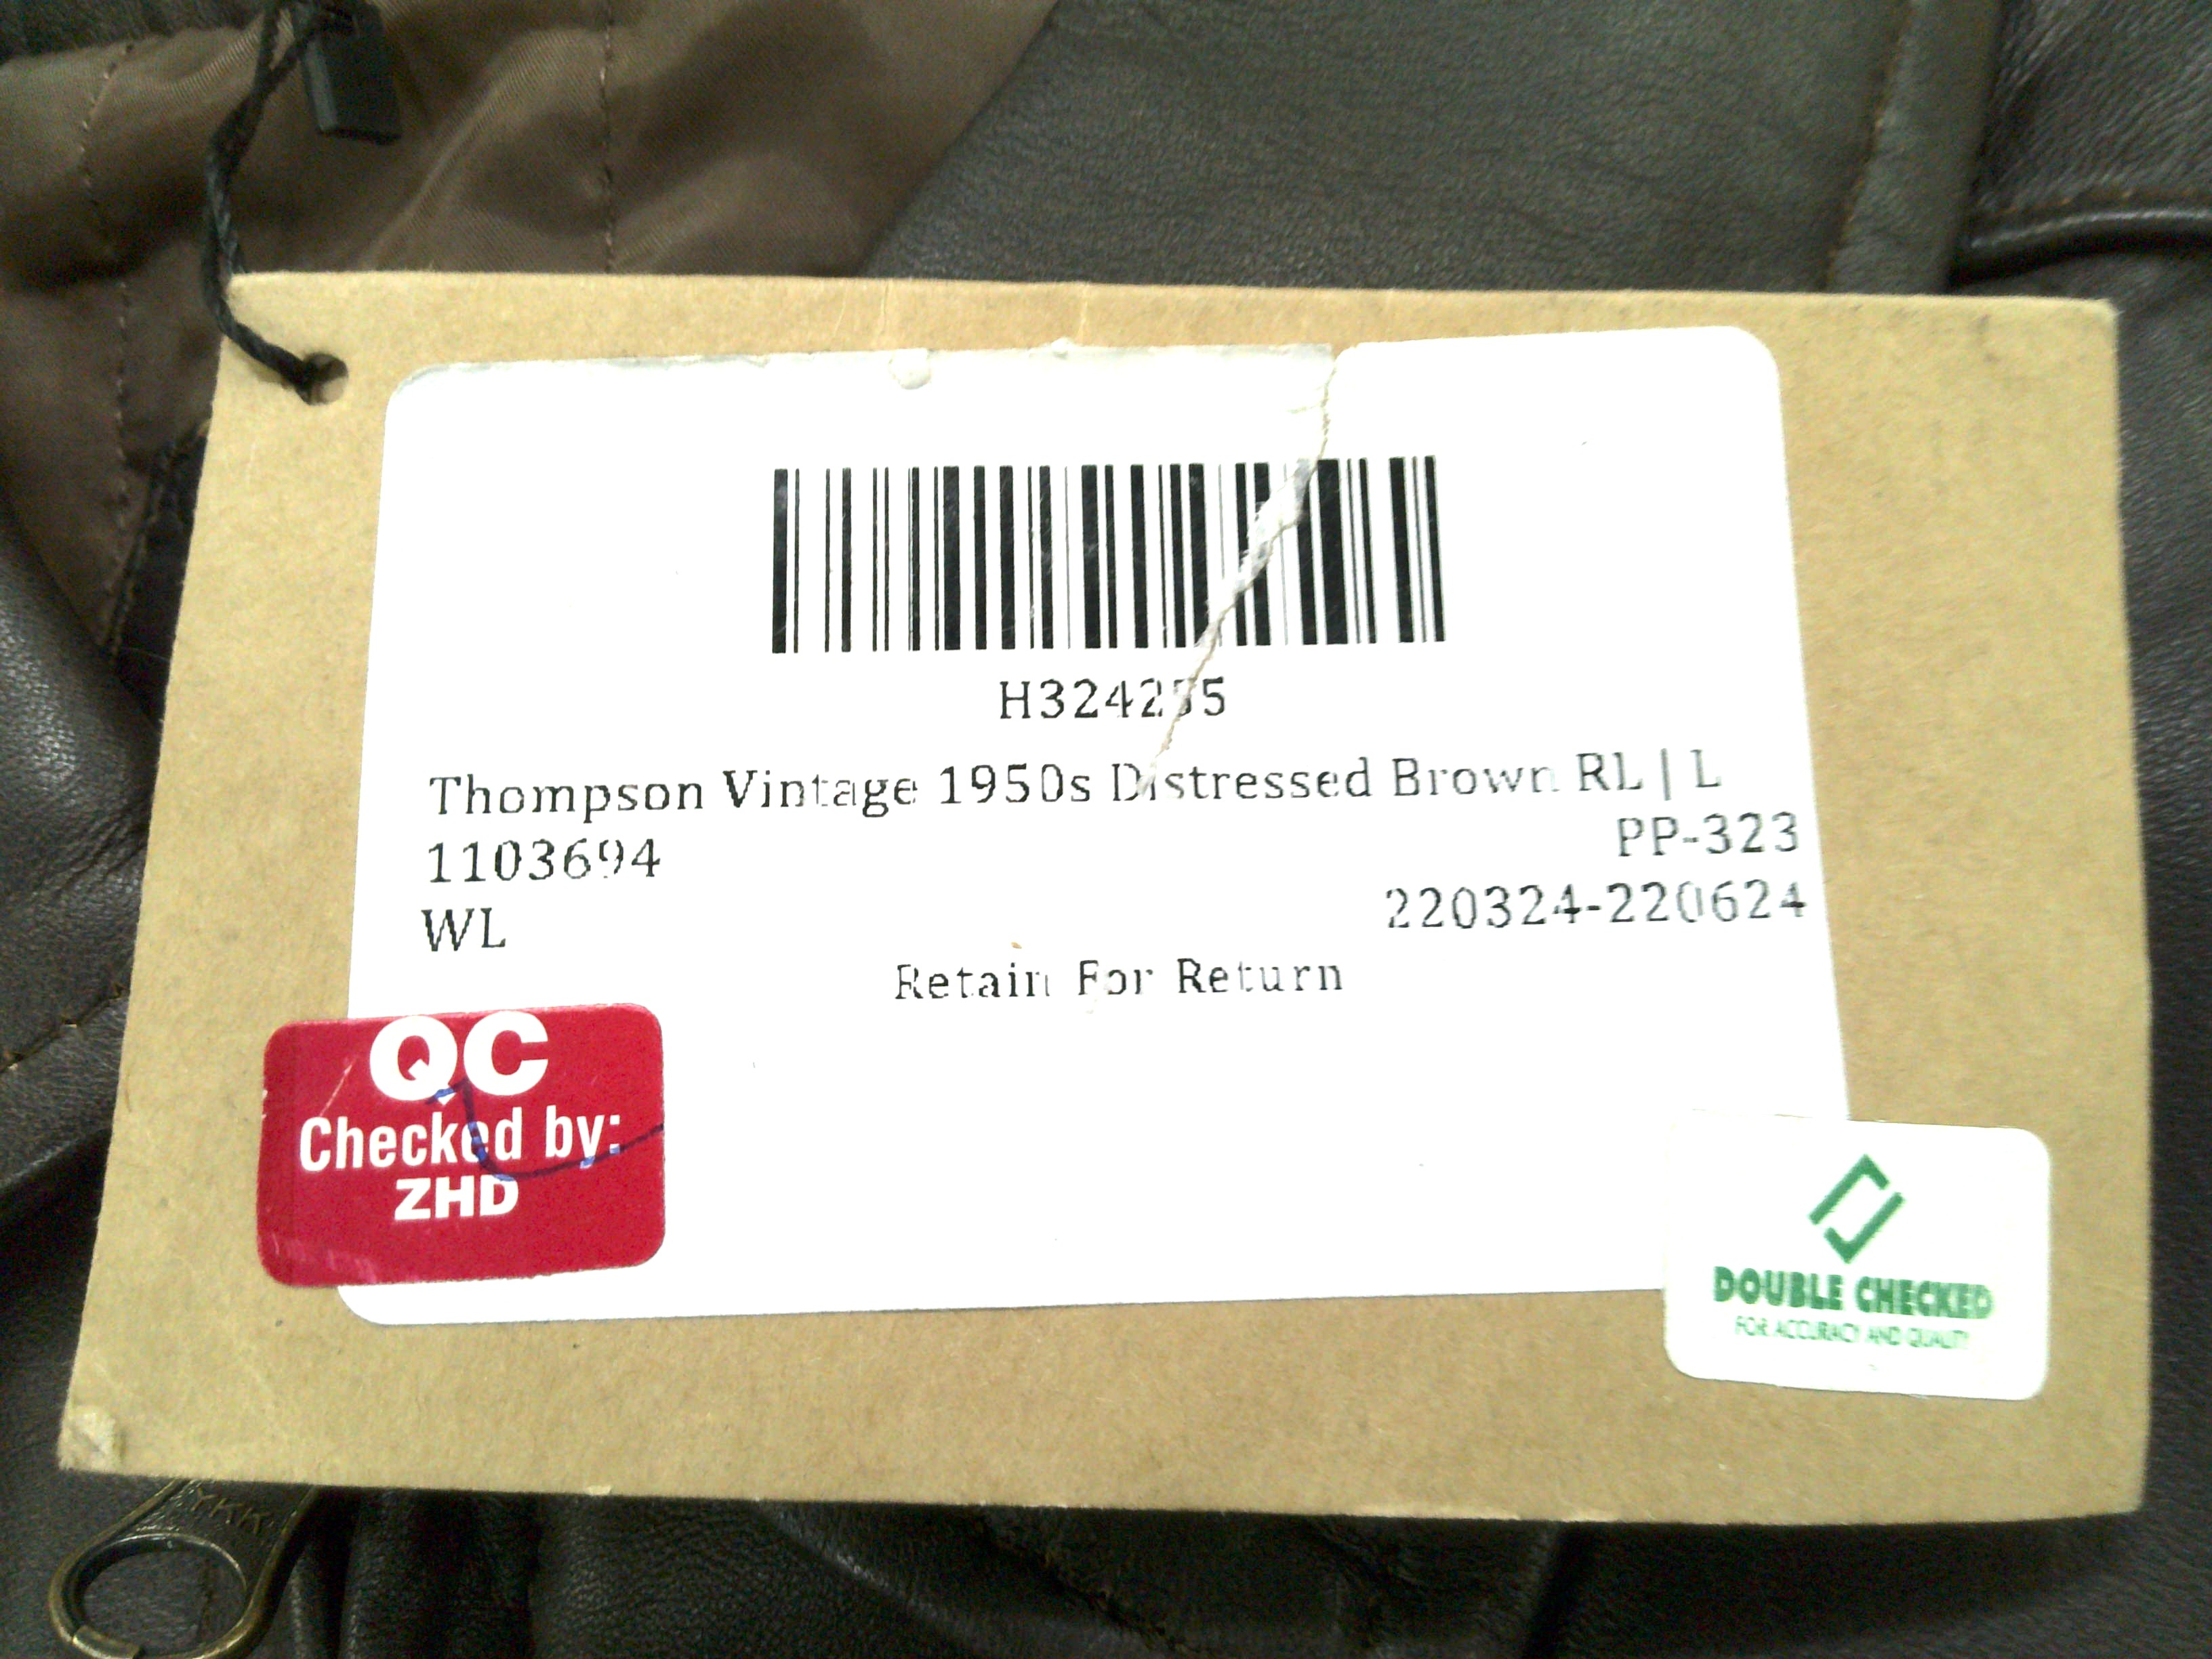 Thompson Vintage 1950s Distressed Brown RL | L
1103694
PP-323
WL
220324-220624
Retain For Return
QC
Checked by:
ZHD
DOUBLE CHECKED
FOR ACCURACY AND QUALITY
YKK